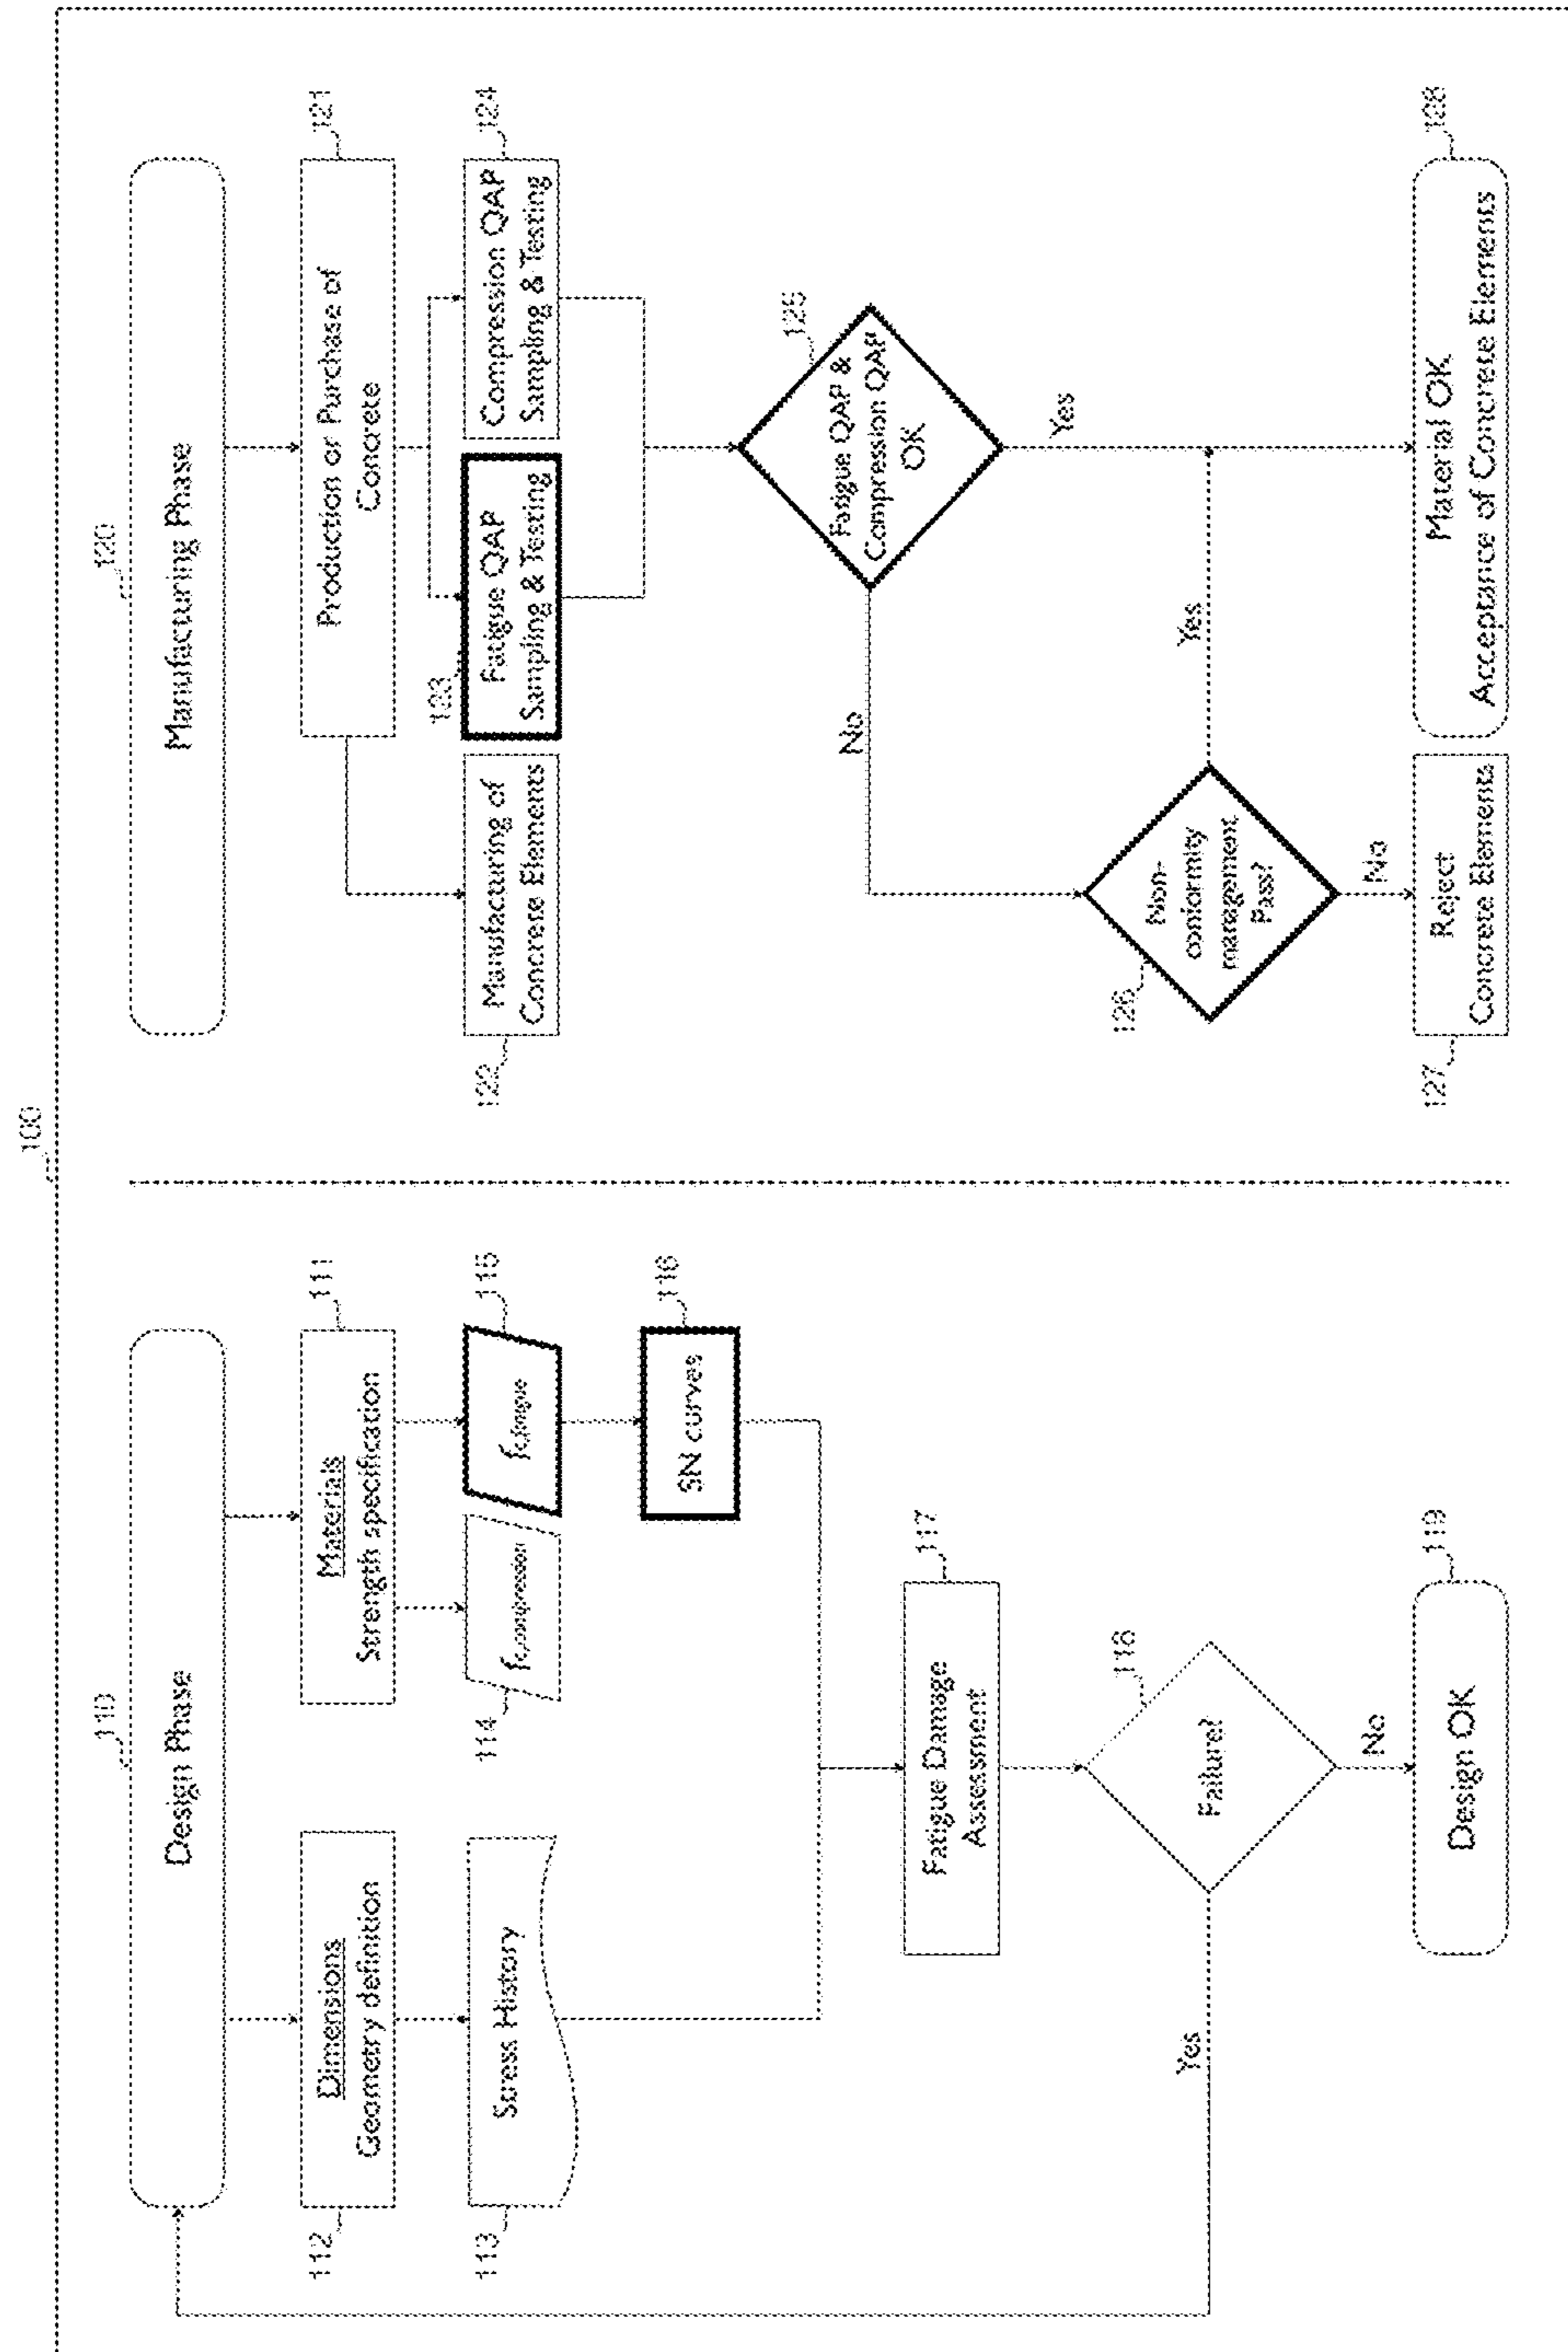 100
110
Design Phase
112
Dimensions
Geometry definition
Materials
Strength specification
111
113
Stress History
114
fc,compression
fc,fatigue
115
SN curves
116
Fatigue Damage
Assessment
117
Failure?
118
Yes
No
Design OK
119
120
Manufacturing Phase
Production or Purchase of
Concrete
121
122
Manufacturing of
Concrete Elements
123
Fatigue QAP
Sampling & Testing
Compression QAP
Sampling & Testing
124
Fatigue QAP &
Compression QAP
OK
125
No
Yes
126
Non-
conformity
management
Pass?
Yes
No
127
Reject
Concrete Elements
Material OK
Acceptance of Concrete Elements
128